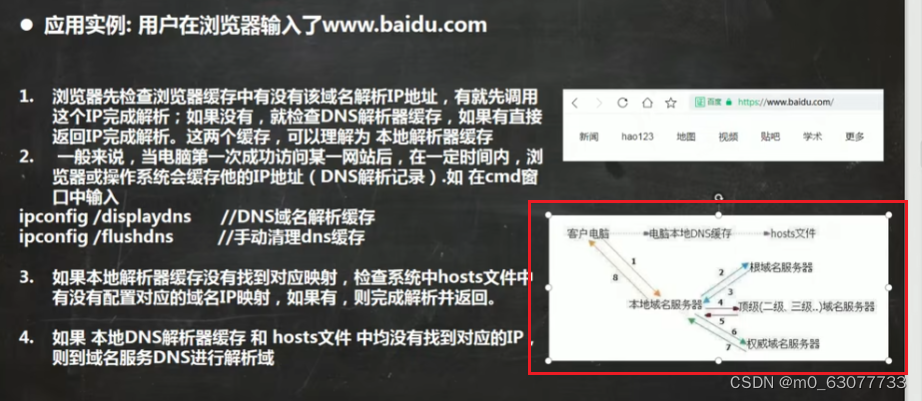 ● 应用实例: 用户在浏览器输入了www.baidu.com
1. 浏览器先检查浏览器缓存中有没有该域名解析IP地址，有就先调用
这个IP完成解析；如果没有，就检查DNS解析器缓存，如果有直接
返回IP完成解析。这两个缓存，可以理解为 本地解析器缓存
2. 一般来说，当电脑第一次成功访问某一网站后，在一定时间内，浏
览器或操作系统会缓存他的IP地址（DNS解析记录）.如 在cmd窗
口中输入
ipconfig /displaydns //DNS域名解析缓存
ipconfig /flushdns //手动清理dns缓存
3. 如果本地解析器缓存没有找到对应映射，检查系统中hosts文件中
有没有配置对应的域名IP映射，如果有，则完成解析并返回。
4. 如果 本地DNS解析器缓存 和 hosts文件 中均没有找到对应的IP，
则到域名服务DNS进行解析域
百度 https://www.baidu.com/
新闻 hao123 地图 视频 贴吧 学术 更多
客户电脑 电脑本地DNS缓存 hosts文件
1
8
2
根域名服务器
3
本地域名服务器
4
顶级(二级、三级..)域名服务器
5
6
7
权威域名服务器
CSDN @m0_63077733